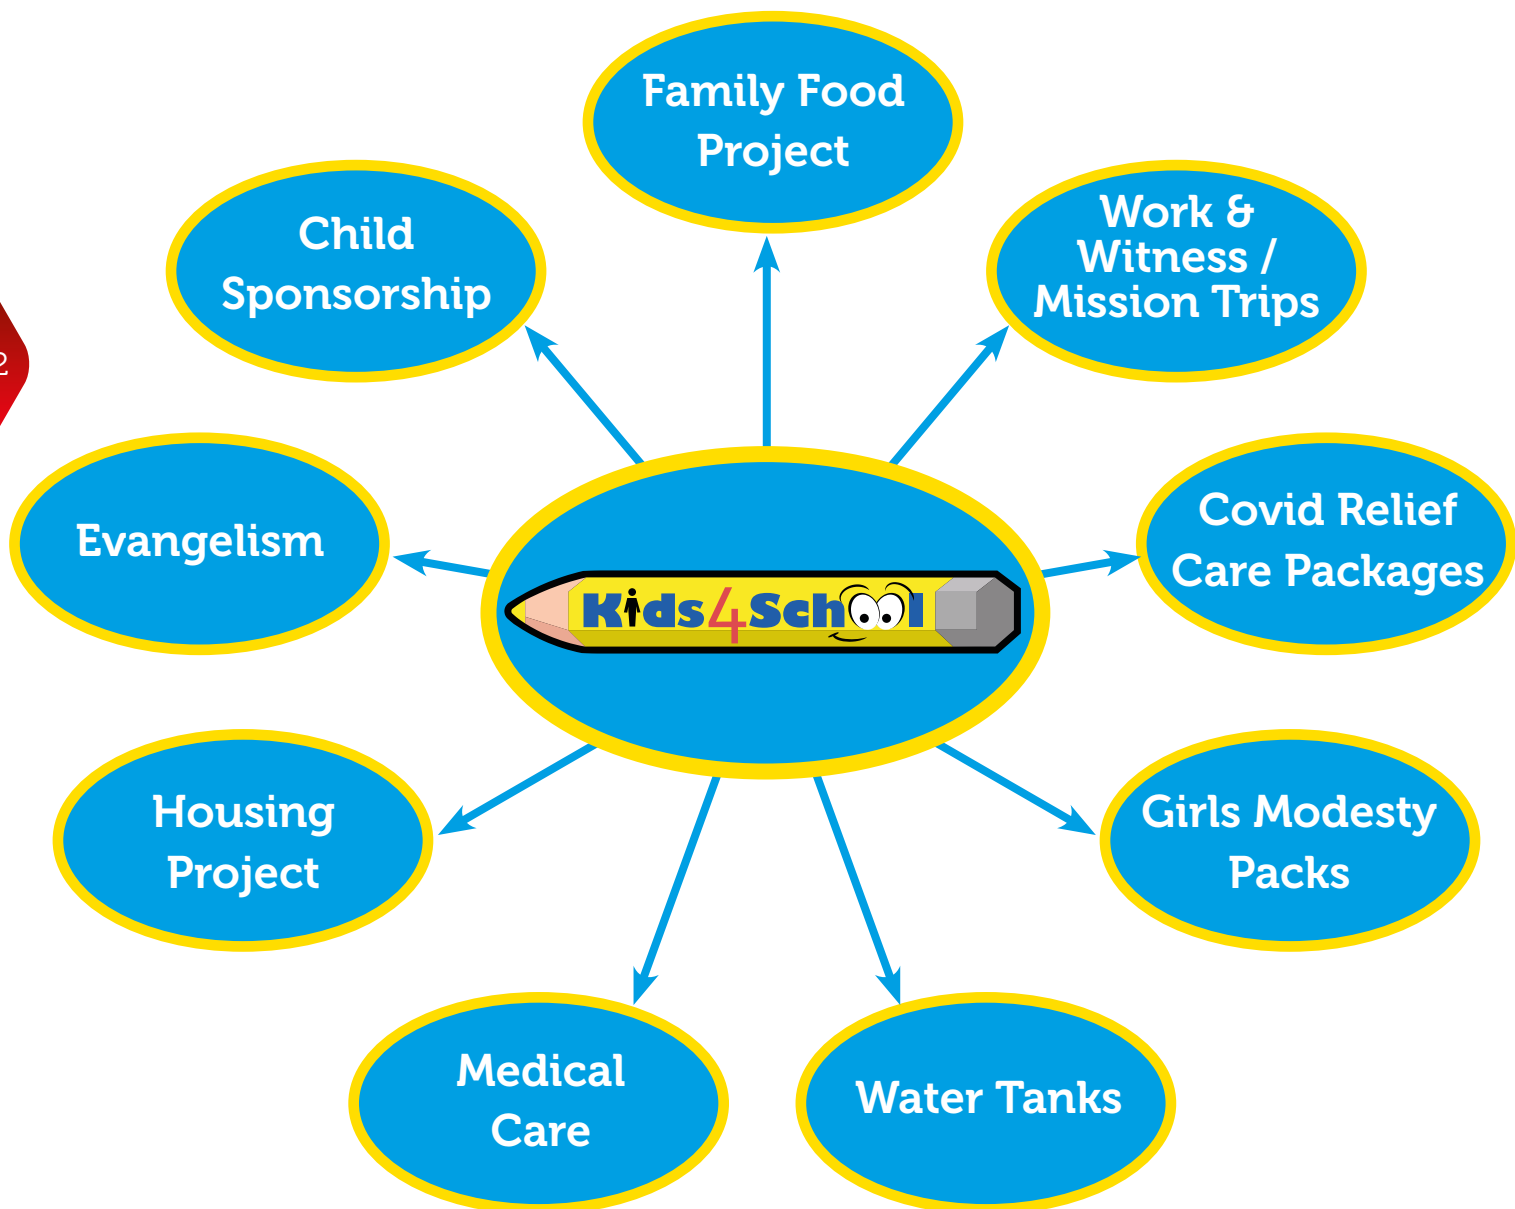 Family Food
Project
Work &
Witness /
Mission Trips
Child
Sponsorship
Covid Relief
Care Packages
Evangelism
Kids4School
Girls Modesty
Packs
Housing
Project
Medical
Care
Water Tanks